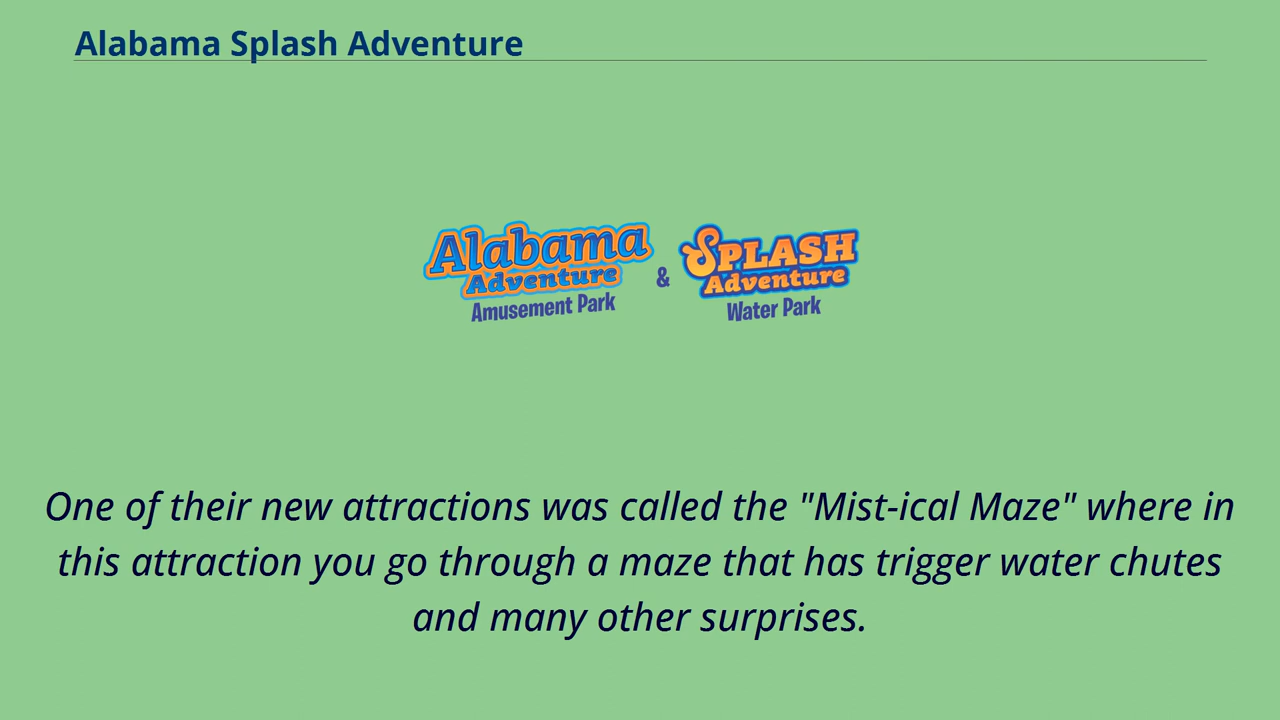 Alabama Splash Adventure
Alabama
Adventure
Amusement Park
&
SPLASH
Adventure
Water Park
One of their new attractions was called the "Mist-ical Maze" where in
this attraction you go through a maze that has trigger water chutes
and many other surprises.